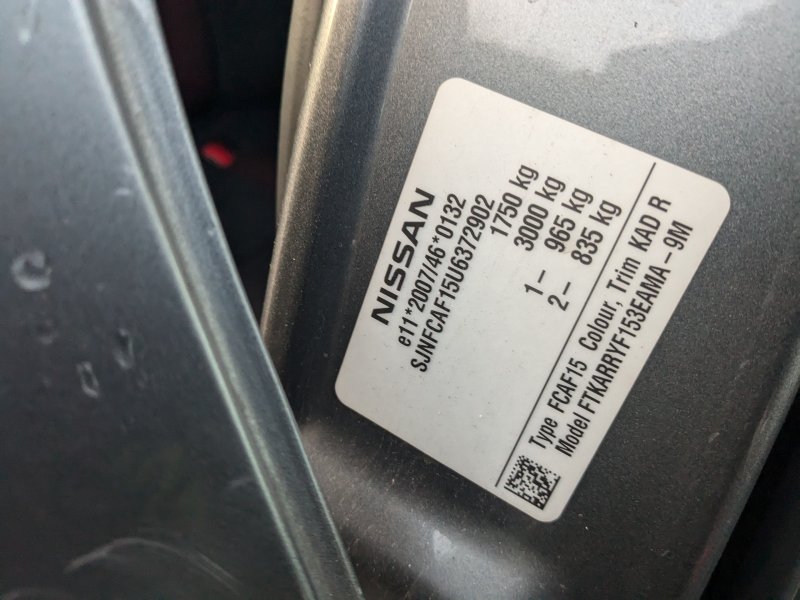 NISSAN
e11*2007/46*0132
SJNFCAF15U6372902
1750 kg
3000 kg
1- 965 kg
2- 835 kg
Type FCAF15 Colour, Trim KAD R
Model FTKARRYF153EAMA-9M